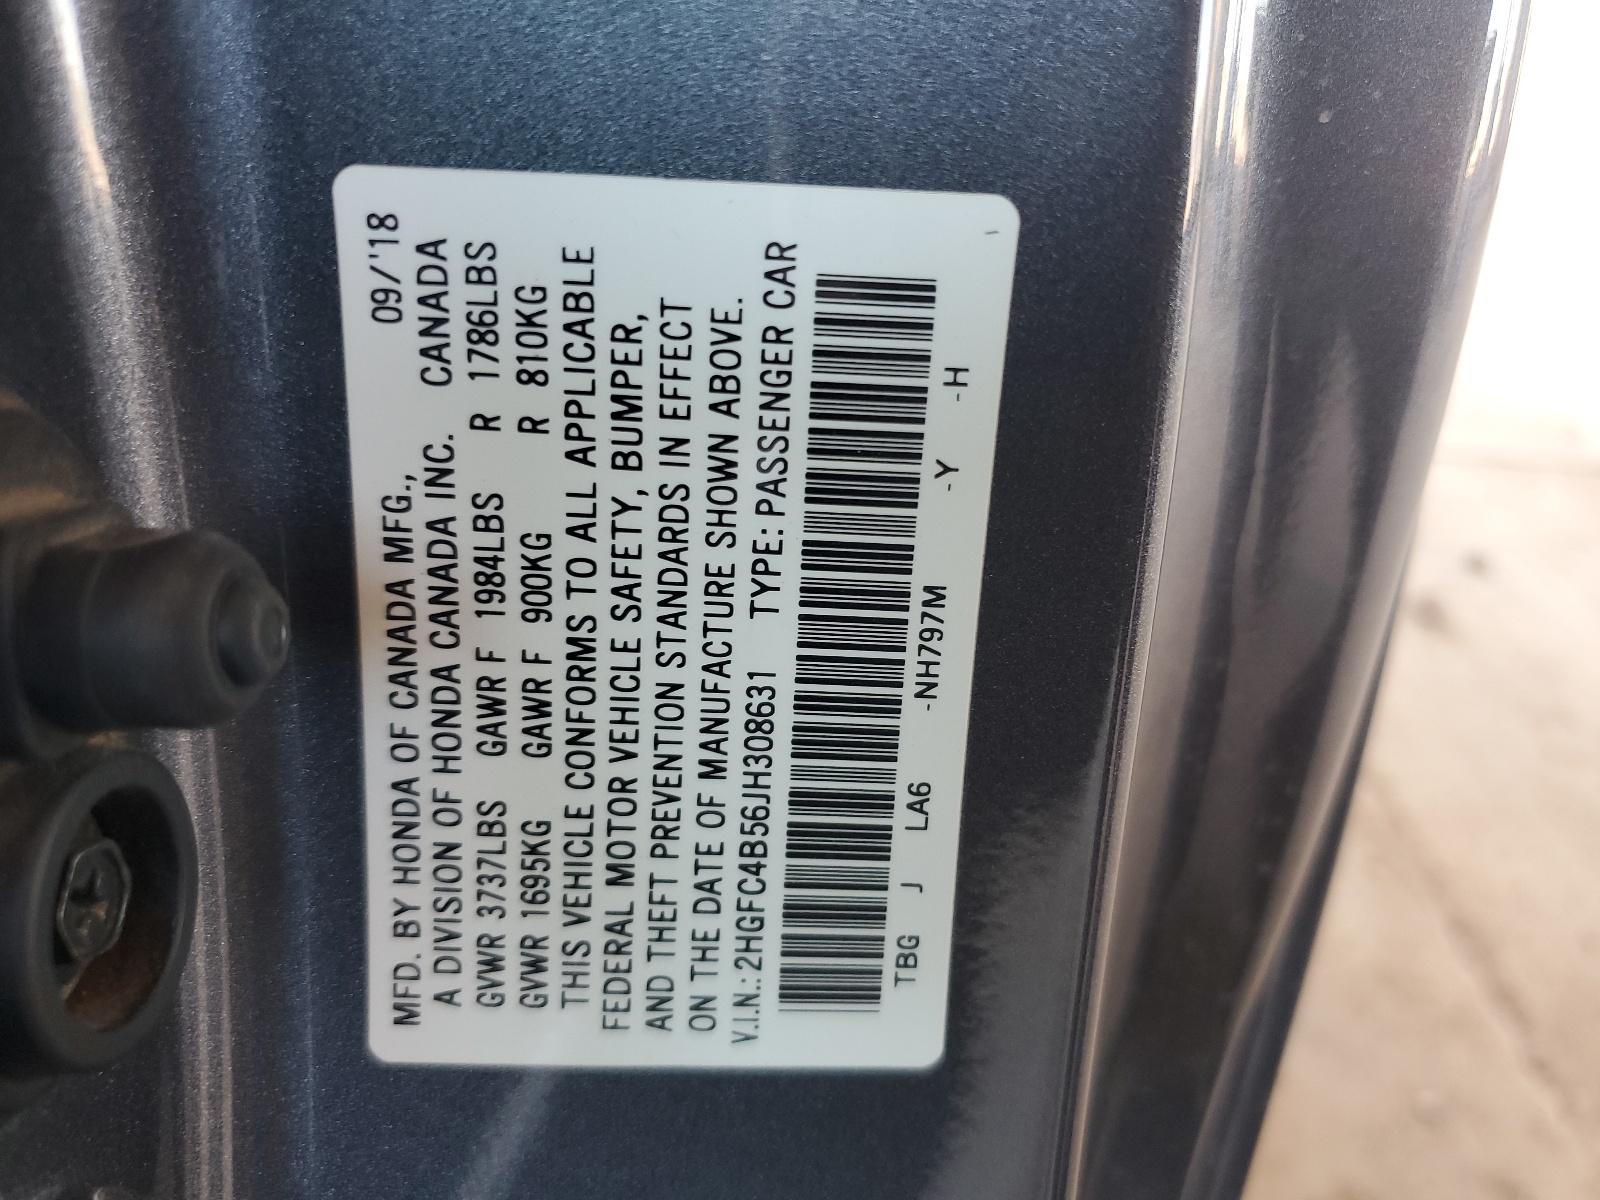 MFD. BY HONDA OF CANADA MFG., 09/'18
A DIVISION OF HONDA CANADA INC. CANADA
GVWR 3737LBS GAWR F 1984LBS R 1786LBS
GVWR 1695KG GAWR F 900KG R 810KG
THIS VEHICLE CONFORMS TO ALL APPLICABLE
FEDERAL MOTOR VEHICLE SAFETY, BUMPER,
AND THEFT PREVENTION STANDARDS IN EFFECT
ON THE DATE OF MANUFACTURE SHOWN ABOVE.
V.I.N.: 2HGFC4B56JH308631 TYPE: PASSENGER CAR
TBG J LA6 -NH797M -Y -H